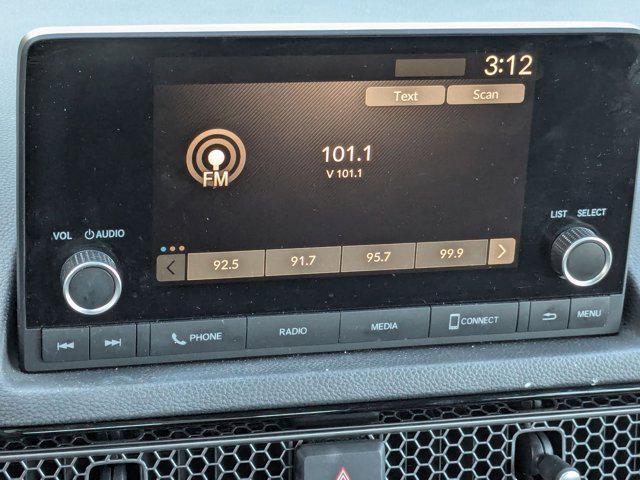 3:12
Text Scan
101.1
FM
V 101.1
VOL AUDIO
LIST SELECT
92.5 91.7 95.7 99.9
PHONE RADIO MEDIA CONNECT MENU